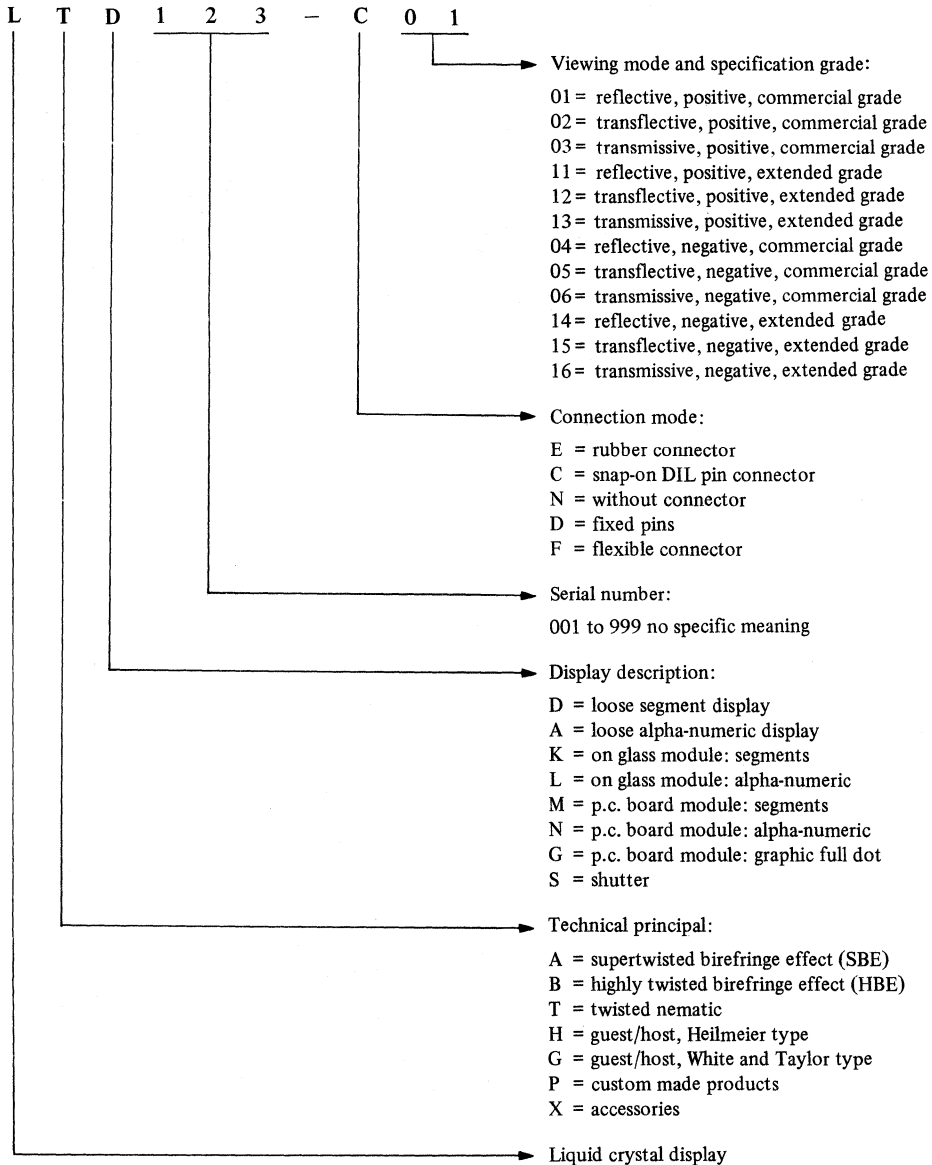 L T D 1 2 3 – C 0 1
Viewing mode and specification grade:
01 = reflective, positive, commercial grade
02 = transflective, positive, commercial grade
03 = transmissive, positive, commercial grade
11 = reflective, positive, extended grade
12 = transflective, positive, extended grade
13 = transmissive, positive, extended grade
04 = reflective, negative, commercial grade
05 = transflective, negative, commercial grade
06 = transmissive, negative, commercial grade
14 = reflective, negative, extended grade
15 = transflective, negative, extended grade
16 = transmissive, negative, extended grade
Connection mode:
E = rubber connector
C = snap-on DIL pin connector
N = without connector
D = fixed pins
F = flexible connector
Serial number:
001 to 999 no specific meaning
Display description:
D = loose segment display
A = loose alpha-numeric display
K = on glass module: segments
L = on glass module: alpha-numeric
M = p.c. board module: segments
N = p.c. board module: alpha-numeric
G = p.c. board module: graphic full dot
S = shutter
Technical principal:
A = supertwisted birefringe effect (SBE)
B = highly twisted birefringe effect (HBE)
T = twisted nematic
H = guest/host, Heilmeier type
G = guest/host, White and Taylor type
P = custom made products
X = accessories
Liquid crystal display